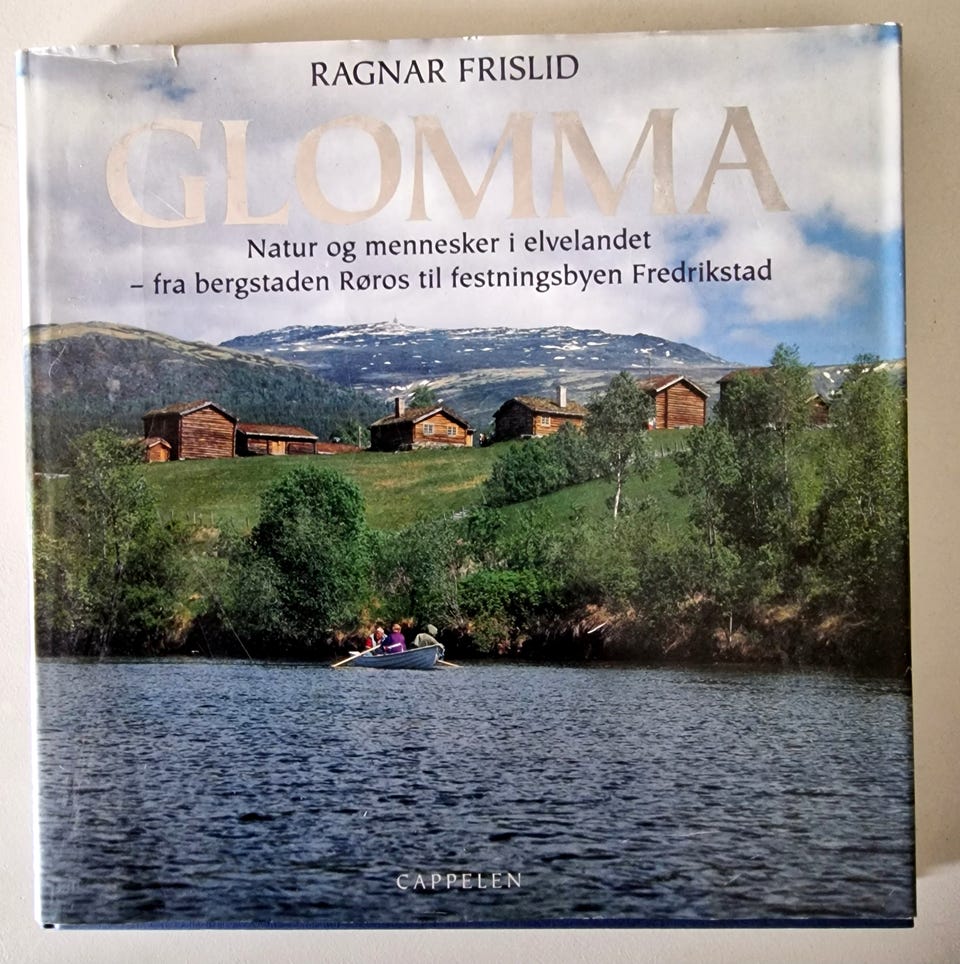 RAGNAR FRISLID
GLOMMA
Natur og mennesker i elvelandet
– fra bergstaden Røros til festningsbyen Fredrikstad
CAPPELEN